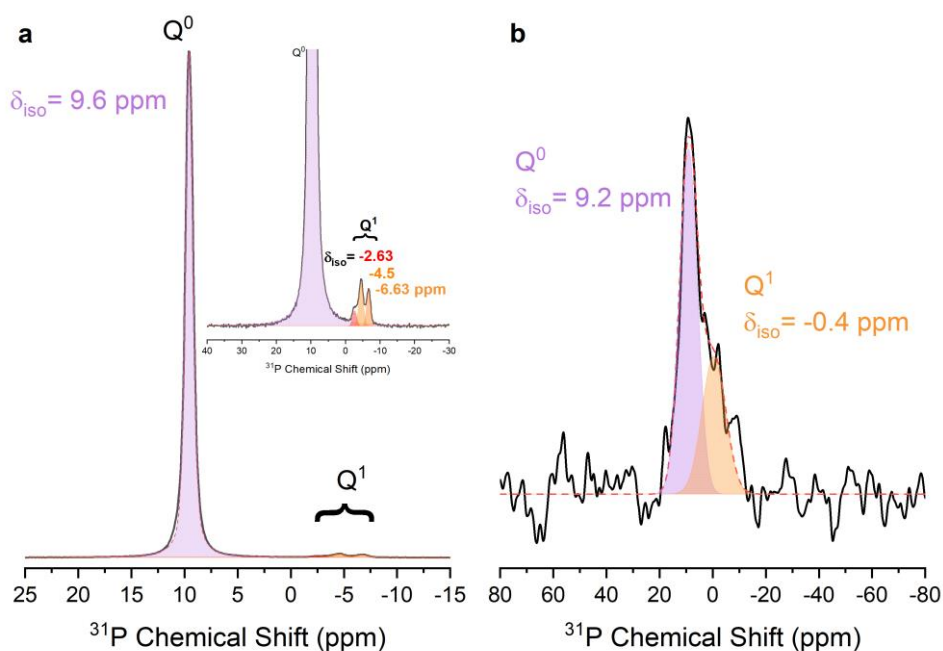 a
Q⁰
δiso= 9.6 ppm
Q⁰
Q¹
δiso= -2.63
-4.5
-6.63 ppm
40 30 20 10 0 -10 -20 -30
³¹P Chemical Shift (ppm)
Q¹
25 20 15 10 5 0 -5 -10 -15
³¹P Chemical Shift (ppm)
b
Q⁰
δiso= 9.2 ppm
Q¹
δiso= -0.4 ppm
80 60 40 20 0 -20 -40 -60 -80
³¹P Chemical Shift (ppm)